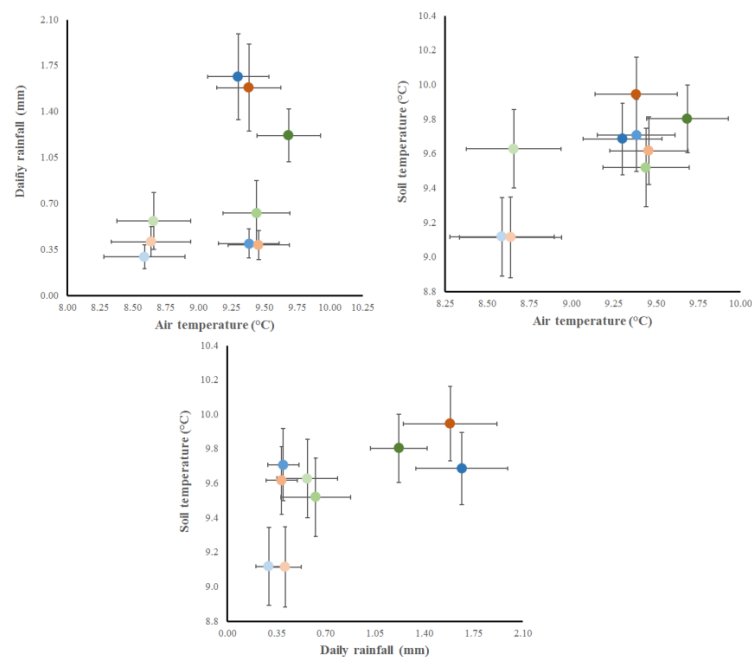 Daiñy rainfall (mm)
2.10
1.75
1.40
1.05
0.70
0.35
0.00
8.00 8.25 8.50 8.75 9.00 9.25 9.50 9.75 10.00 10.25
Air temperature (°C)
Soil temperature (°C)
10.4
10.2
10.0
9.8
9.6
9.4
9.2
9.0
8.8
8.25 8.50 8.75 9.00 9.25 9.50 9.75 10.00
Air temperature (°C)
Soil temperature (°C)
10.4
10.2
10.0
9.8
9.6
9.4
9.2
9.0
8.8
0.00 0.35 0.70 1.05 1.40 1.75 2.10
Daily rainfall (mm)